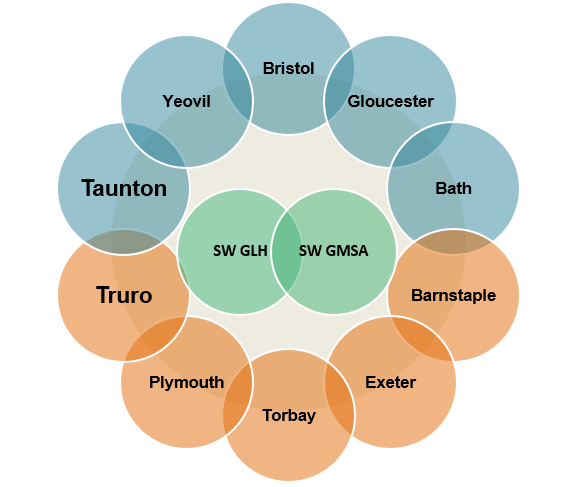 Bristol
Yeovil
Gloucester
Taunton
Bath
SW GLH
SW GMSA
Truro
Barnstaple
Plymouth
Exeter
Torbay